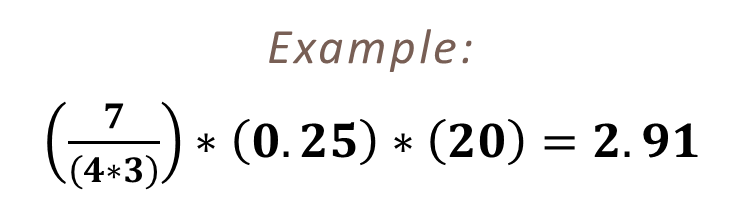 Example:
(7/(4*3)) * (0.25) * (20) = 2.91